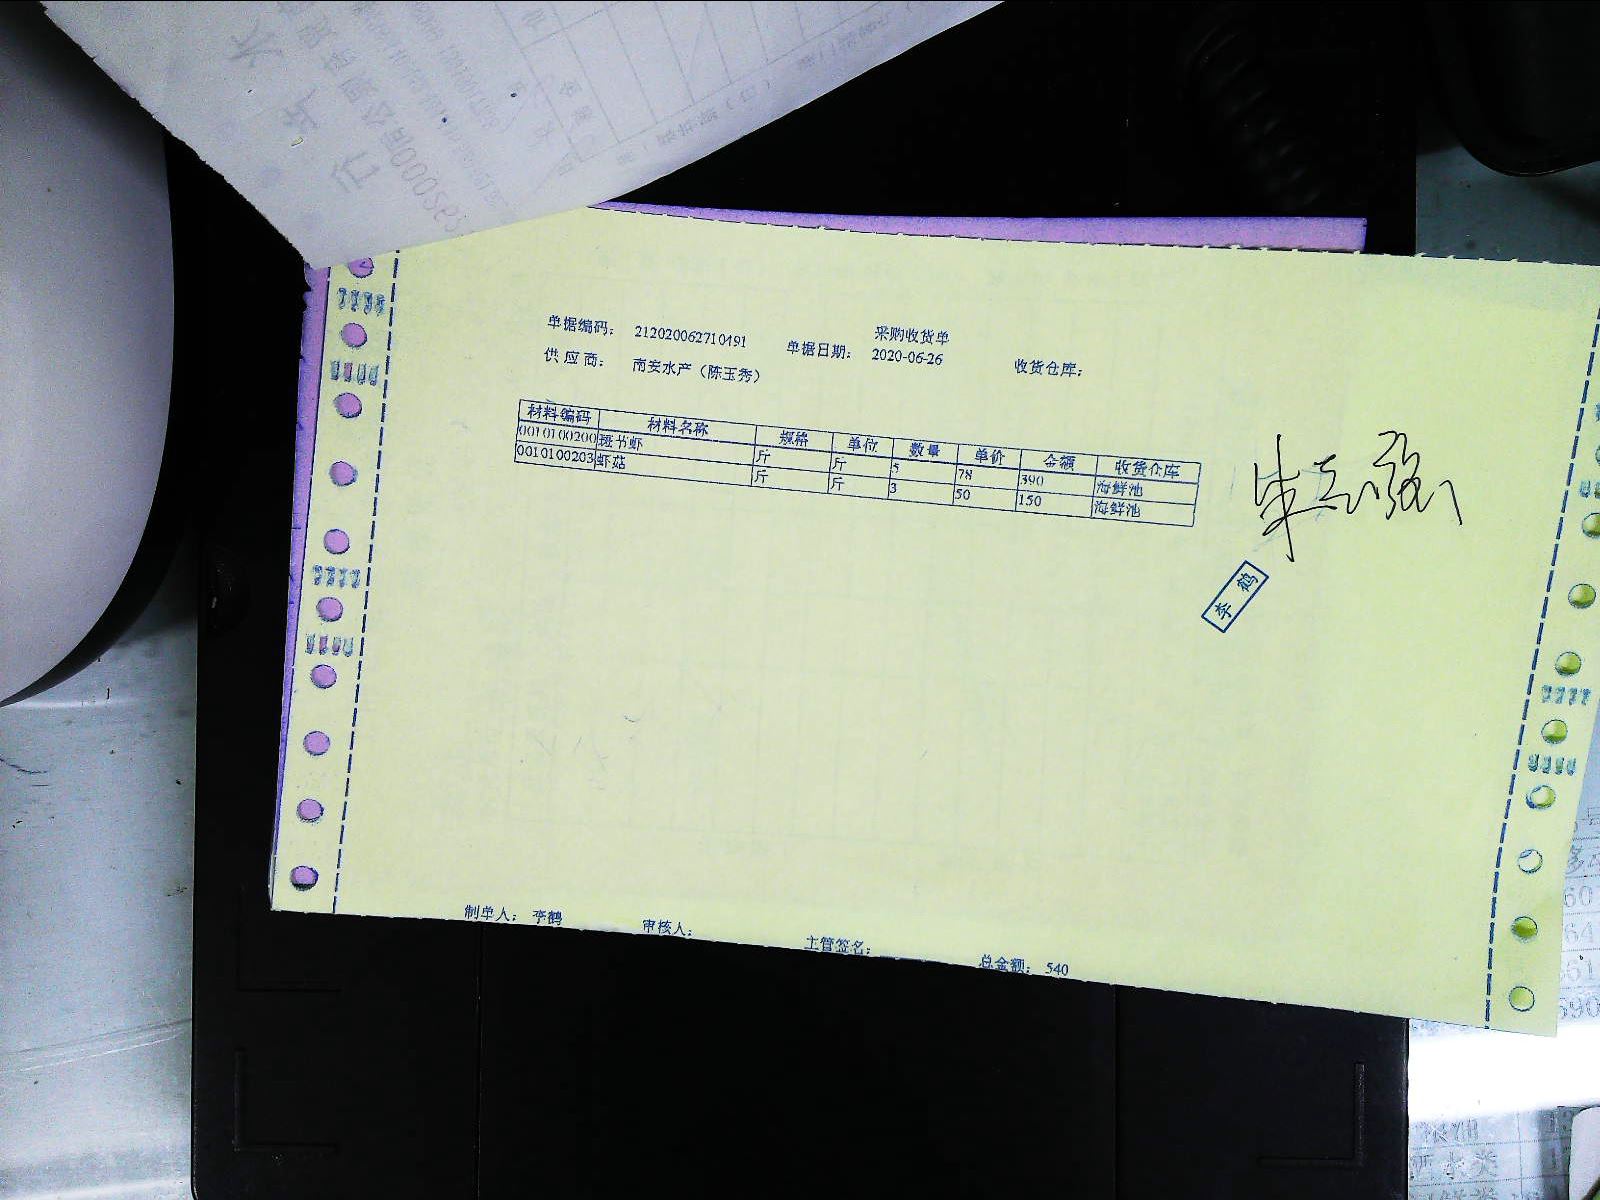 采购收货单
单据编码： 212020062710491 单据日期： 2020-06-26 收货仓库：
供应商： 南安水产（陈玉秀）
材料编码 材料名称 规格 单位 数量 单价 金额 收货仓库
0010100200 斑节虾 斤 斤 5 78 390 海鲜池
0010100203 虾菇 斤 斤 3 50 150 海鲜池
李鹤
制单人： 李鹤 审核人： 主管签名： 总金额： 540